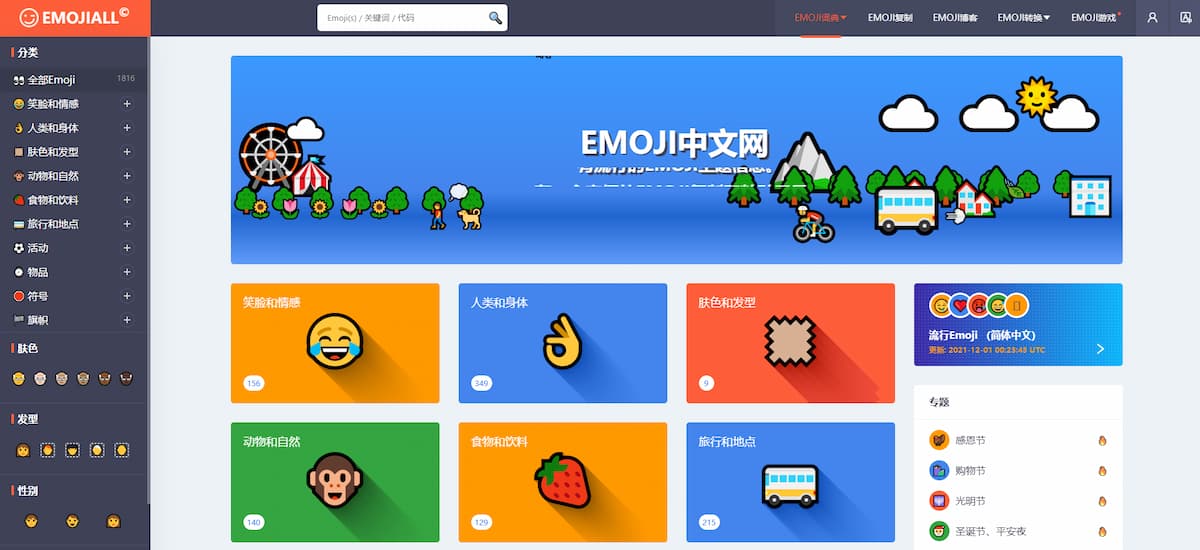 EMOJIALL©
Emoji(s) / 关键词 / 代码
EMOJI词典
EMOJI复制
EMOJI博客
EMOJI转换
EMOJI游戏
分类
全部Emoji 1816
笑脸和情感 +
人类和身体 +
肤色和发型 +
动物和自然 +
食物和饮料 +
旅行和地点 +
活动 +
物品 +
符号 +
旗帜 +
肤色
发型
性别
EMOJI中文网
笑脸和情感
156
人类和身体
349
肤色和发型
9
动物和自然
140
食物和饮料
129
旅行和地点
215
流行Emoji (简体中文)
更新: 2021-12-01 00:23:48 UTC
专题
感恩节
购物节
光明节
圣诞节、平安夜